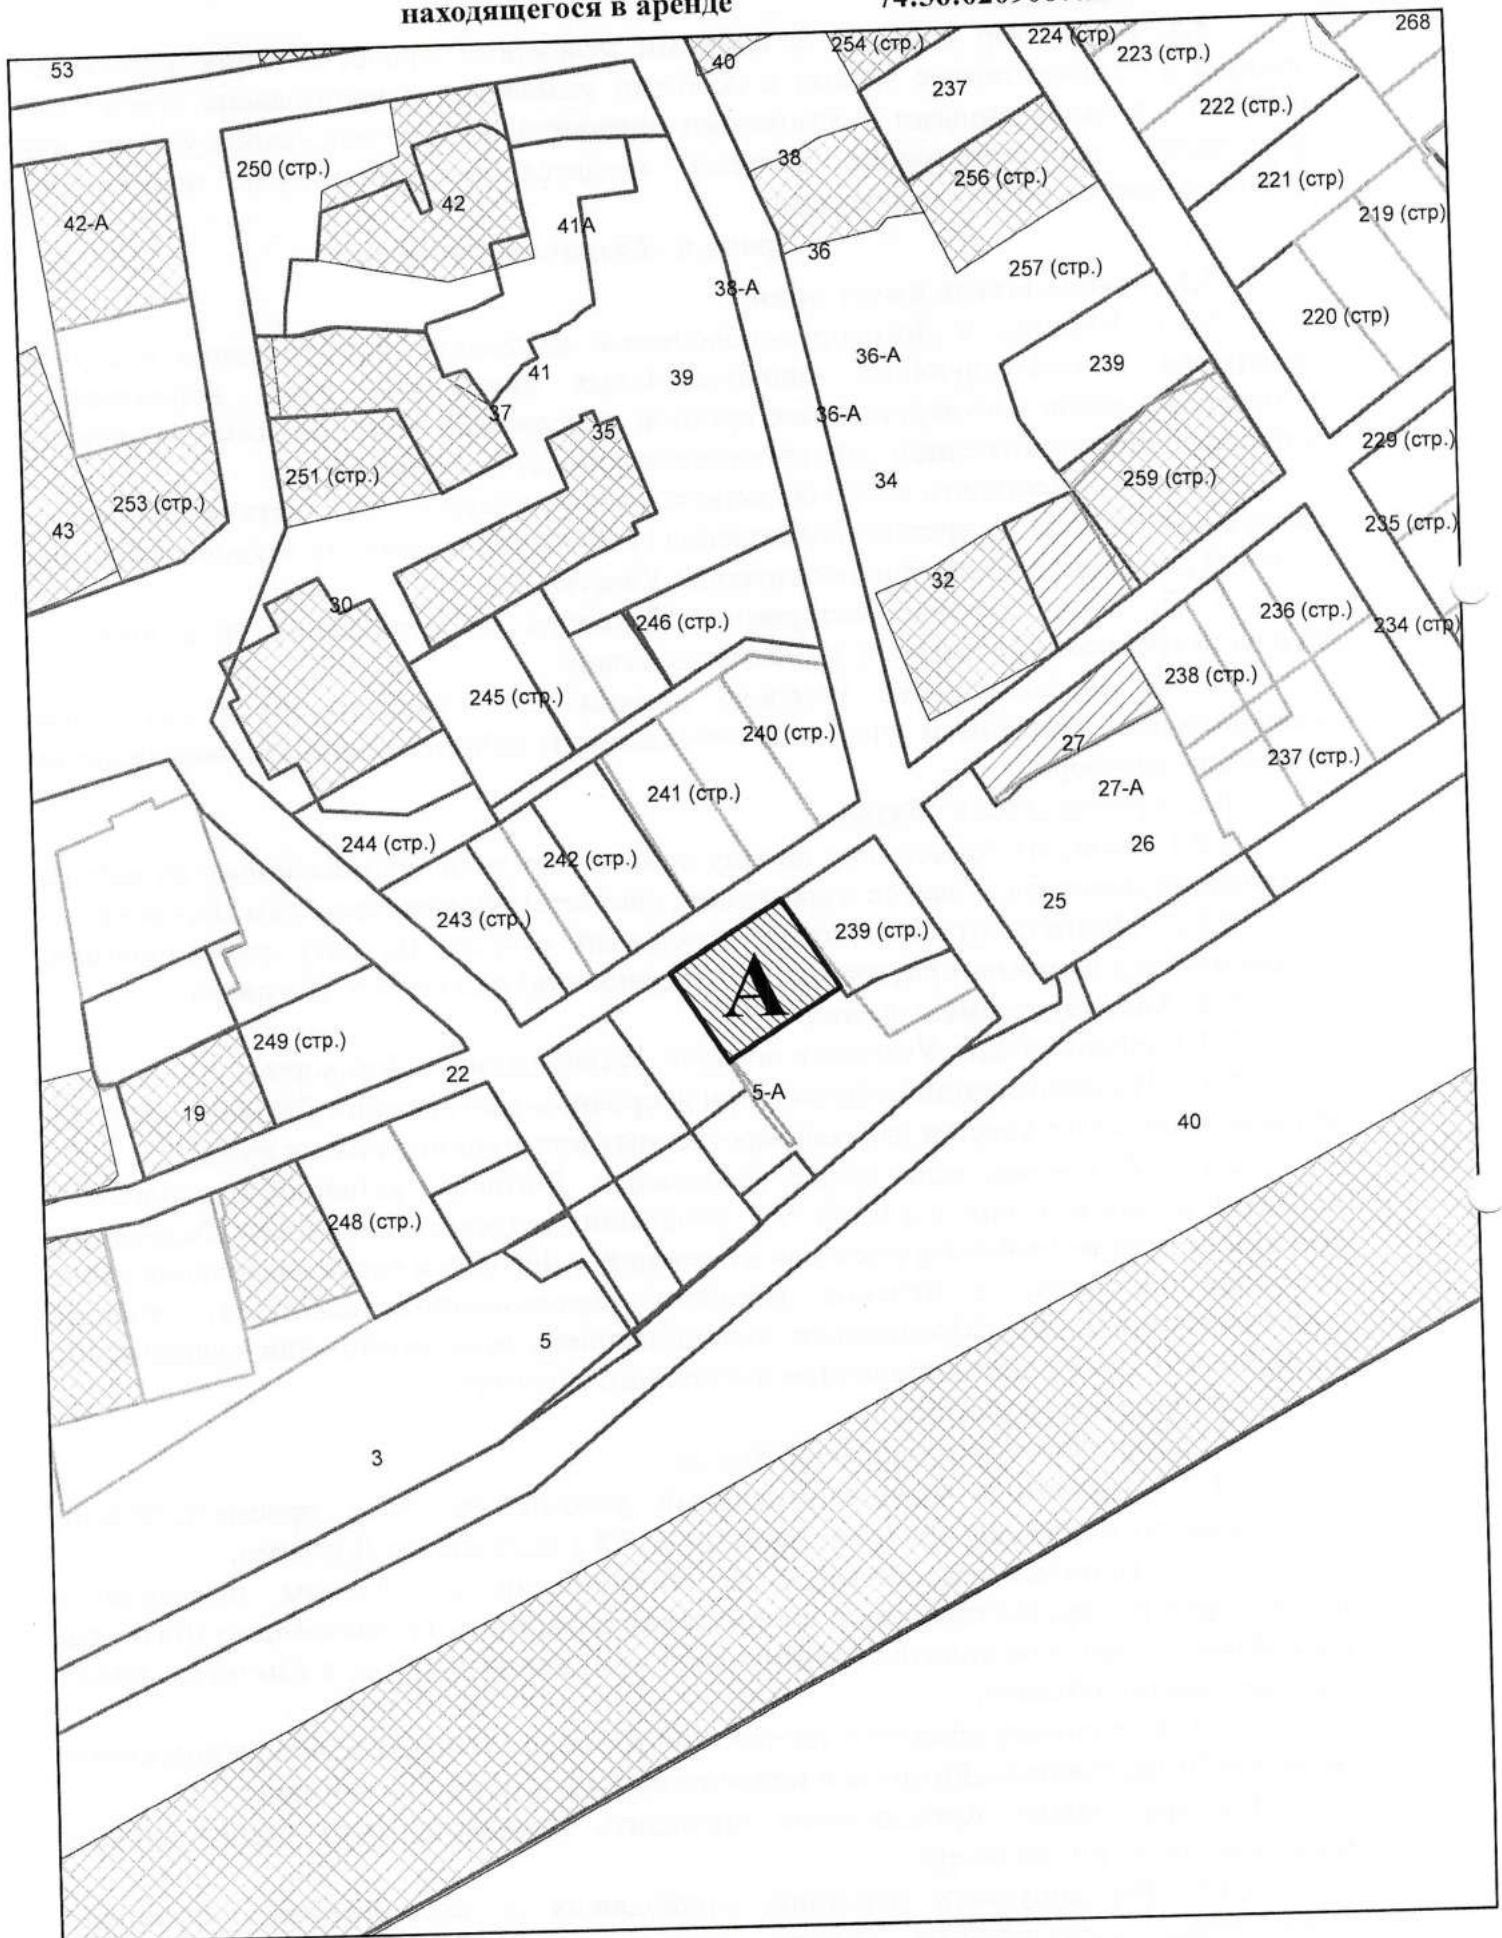 находящегося в аренде
53
40
254 (стр.)
224 (стр)
223 (стр.)
268
237
222 (стр.)
250 (стр.)
38
256 (стр.)
221 (стр)
42-А
42
41А
219 (стр)
36
257 (стр.)
38-А
220 (стр)
36-А
239
41
39
37
36-А
35
229 (стр.)
251 (стр.)
34
259 (стр.)
253 (стр.)
43
235 (стр.)
32
30
246 (стр.)
236 (стр.)
234 (стр)
245 (стр.)
238 (стр.)
240 (стр.)
27
237 (стр.)
241 (стр.)
27-А
244 (стр.)
242 (стр.)
26
25
243 (стр.)
239 (стр.)
А
249 (стр.)
22
5-А
19
40
248 (стр.)
5
3